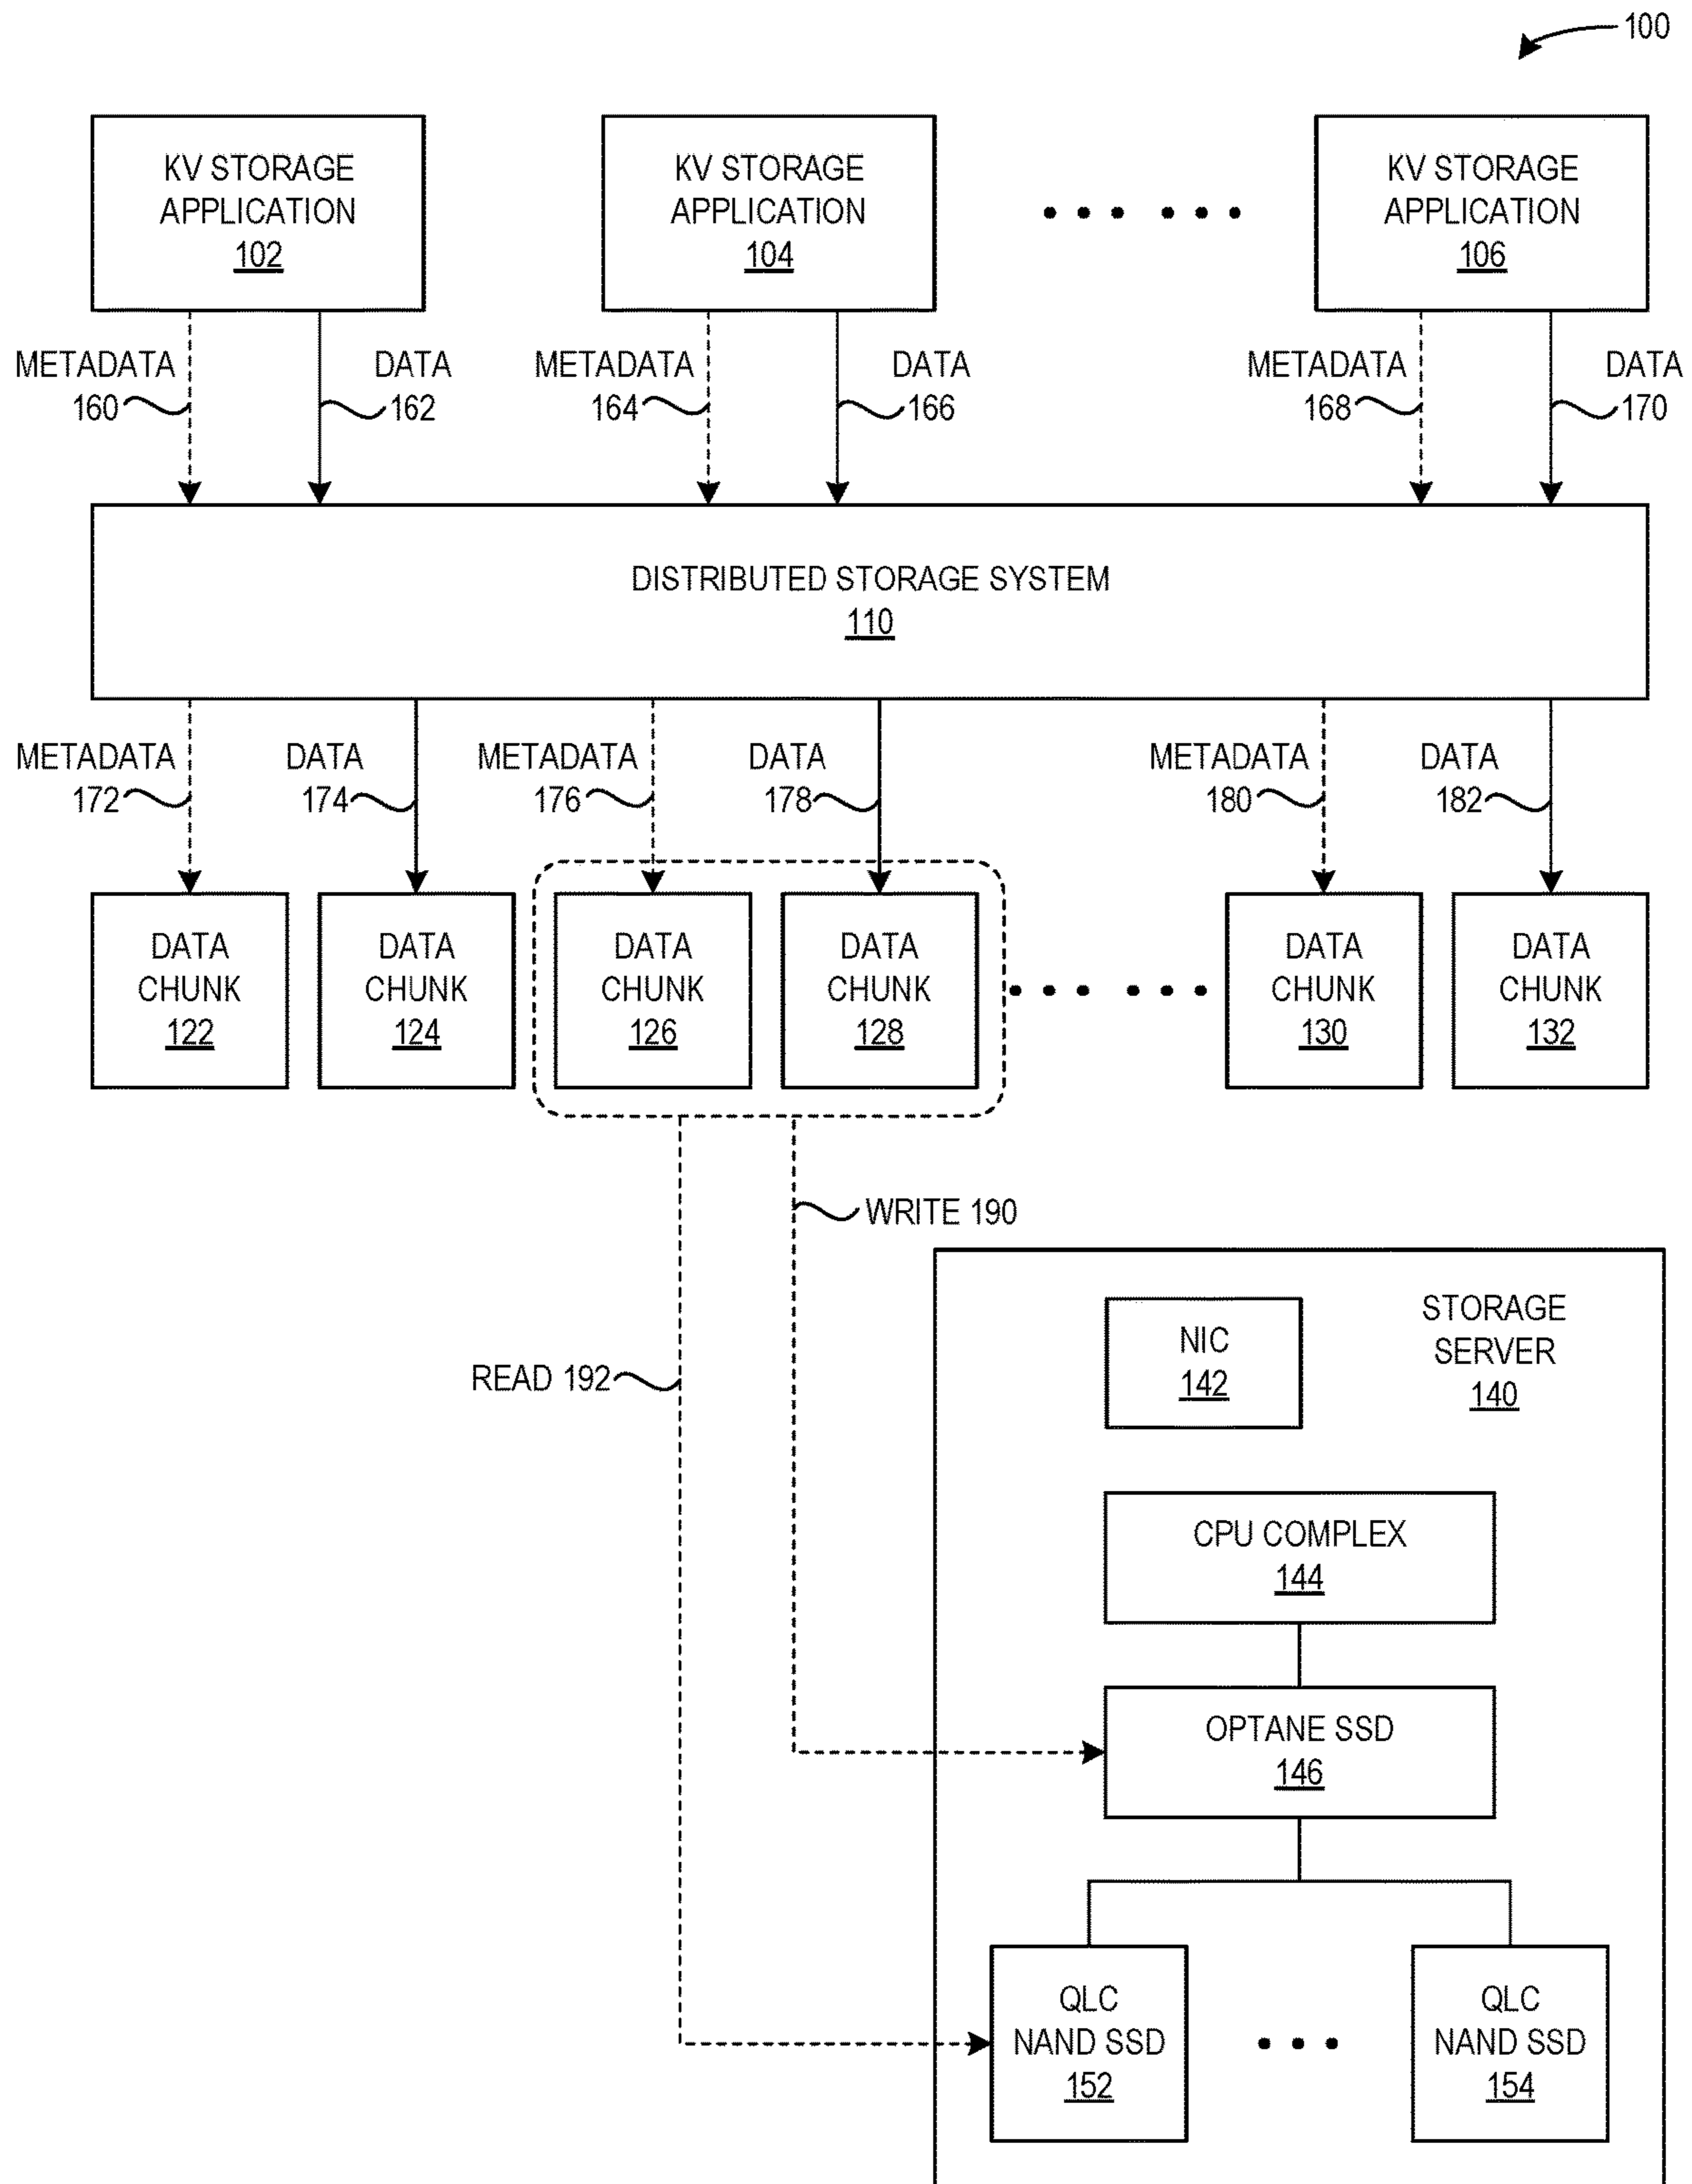 100
KV STORAGE
APPLICATION
102
KV STORAGE
APPLICATION
104
KV STORAGE
APPLICATION
106
METADATA
160
DATA
162
METADATA
164
DATA
166
METADATA
168
DATA
170
DISTRIBUTED STORAGE SYSTEM
110
METADATA
172
DATA
174
METADATA
176
DATA
178
METADATA
180
DATA
182
DATA
CHUNK
122
DATA
CHUNK
124
DATA
CHUNK
126
DATA
CHUNK
128
DATA
CHUNK
130
DATA
CHUNK
132
WRITE 190
READ 192
STORAGE
SERVER
140
NIC
142
CPU COMPLEX
144
OPTANE SSD
146
QLC
NAND SSD
152
QLC
NAND SSD
154